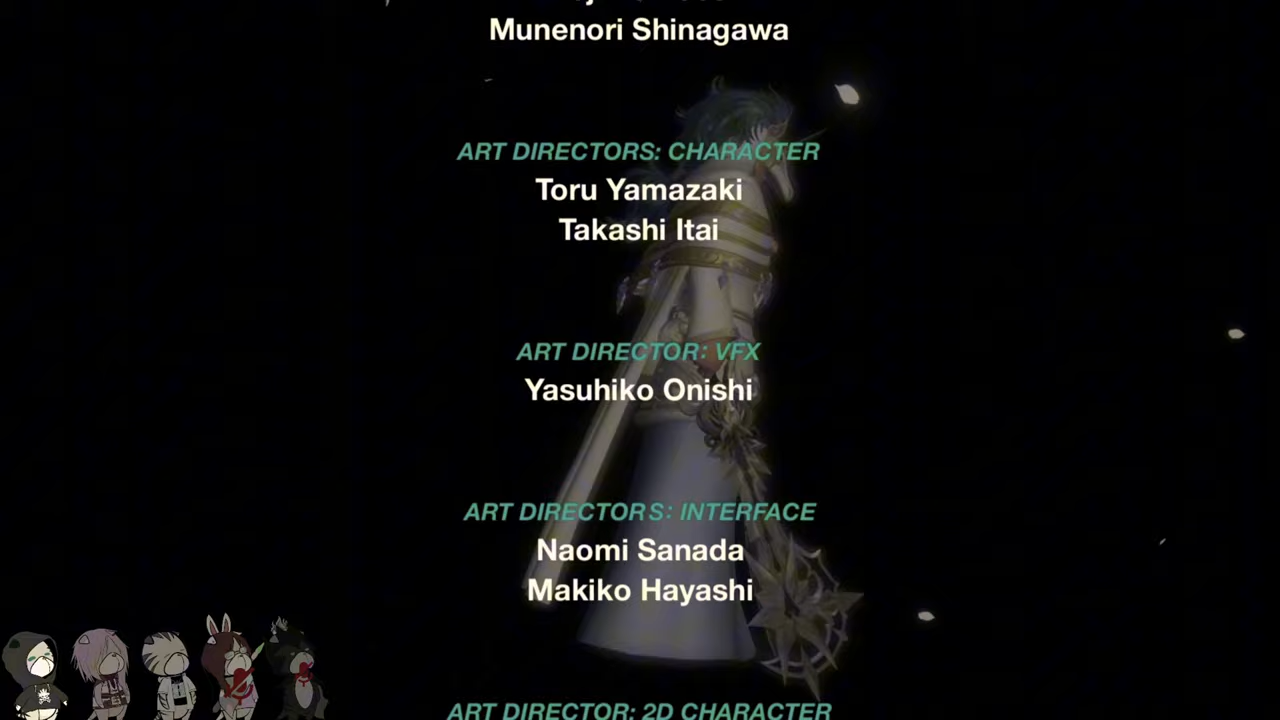 Munenori Shinagawa
ART DIRECTORS: CHARACTER
Toru Yamazaki
Takashi Itai
ART DIRECTOR: VFX
Yasuhiko Onishi
ART DIRECTORS: INTERFACE
Naomi Sanada
Makiko Hayashi
ART DIRECTOR: 2D CHARACTER